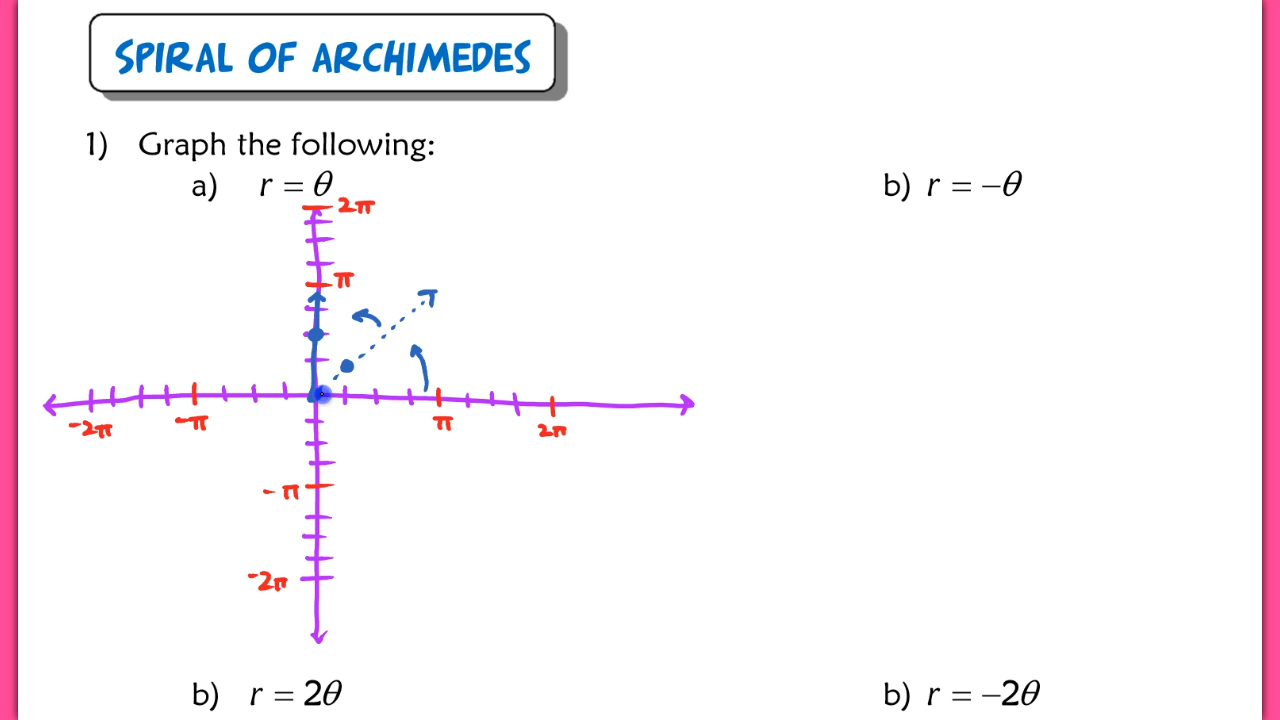 SPIRAL OF ARCHIMEDES
1) Graph the following:
a) r = θ
b) r = −θ
2π
π
-2π -π π 2π
-π
-2π
b) r = 2θ
b) r = −2θ